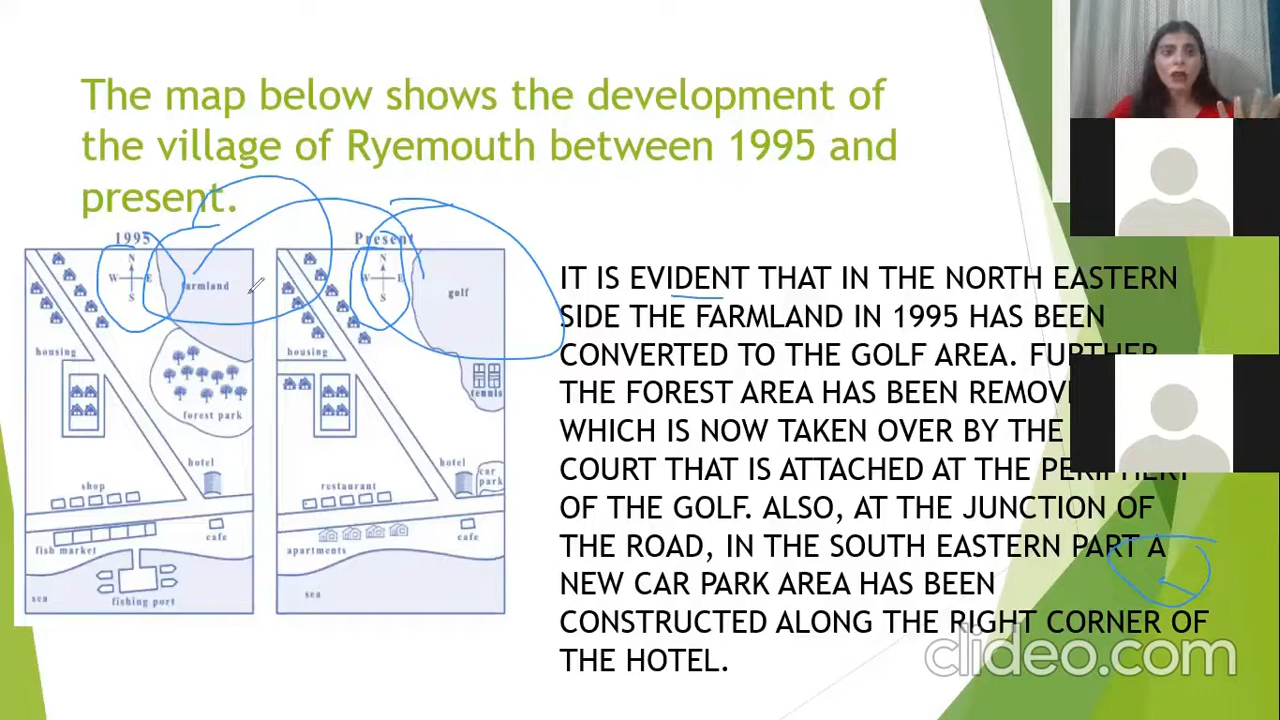 The map below shows the development of
the village of Ryemouth between 1995 and
present.
1995
Present
N
W E
S
farmland
housing
forest park
hotel
shop
cafe
fish market
sea
fishing port
N
W E
S
golf
housing
tennis
hotel
car
park
restaurant
apartments
cafe
sea
IT IS EVIDENT THAT IN THE NORTH EASTERN
SIDE THE FARMLAND IN 1995 HAS BEEN
CONVERTED TO THE GOLF AREA. FURTHER
THE FOREST AREA HAS BEEN
WHICH IS NOW TAKEN OVER BY THE
COURT THAT IS ATTACHED AT THE PERIPHERY
OF THE GOLF. ALSO, AT THE JUNCTION OF
THE ROAD, IN THE SOUTH EASTERN PART A
NEW CAR PARK AREA HAS BEEN
CONSTRUCTED ALONG THE RIGHT CORNER OF
THE HOTEL.
clideo.com